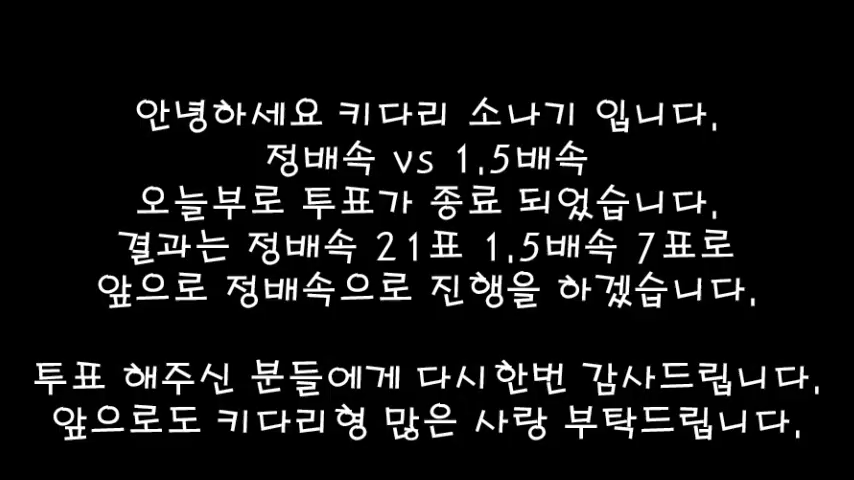 안녕하세요 키다리 소나기 입니다.
정배속 vs 1.5배속
오늘부로 투표가 종료 되었습니다.
결과는 정배속 21표 1.5배속 7표로
앞으로 정배속으로 진행을 하겠습니다.
투표 해주신 분들에게 다시한번 감사드립니다.
앞으로도 키다리형 많은 사랑 부탁드립니다.